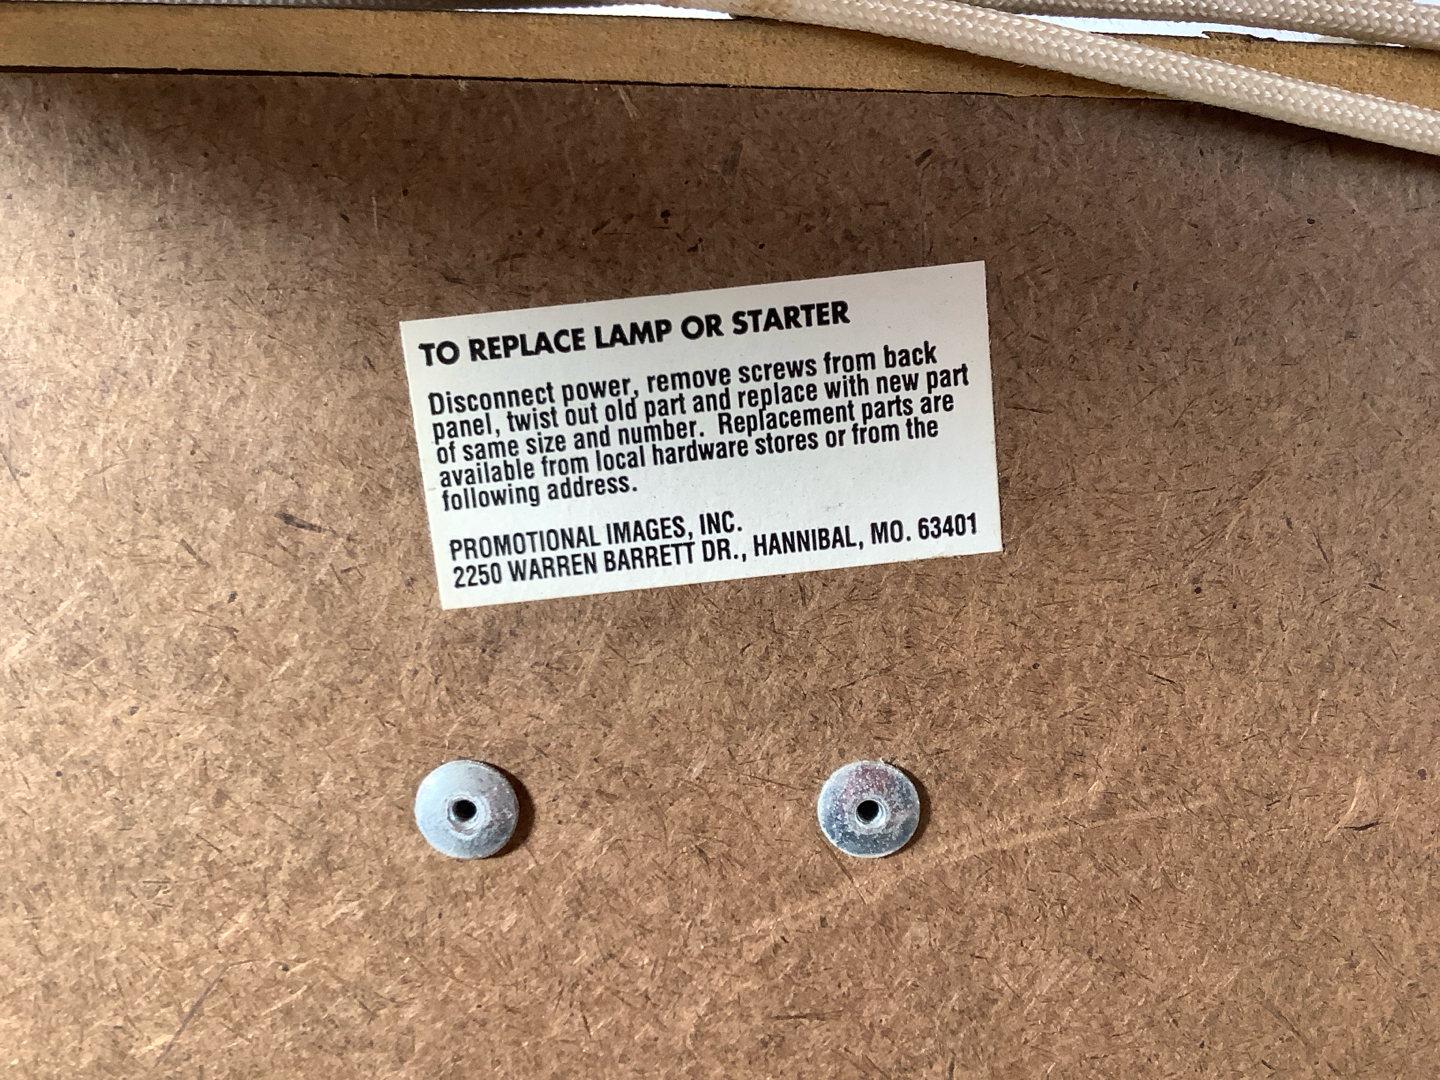 TO REPLACE LAMP OR STARTER
Disconnect power, remove screws from back
panel, twist out old part and replace with new part
of same size and number. Replacement parts are
available from local hardware stores or from the
following address.
PROMOTIONAL IMAGES, INC.
2250 WARREN BARRETT DR., HANNIBAL, MO. 63401